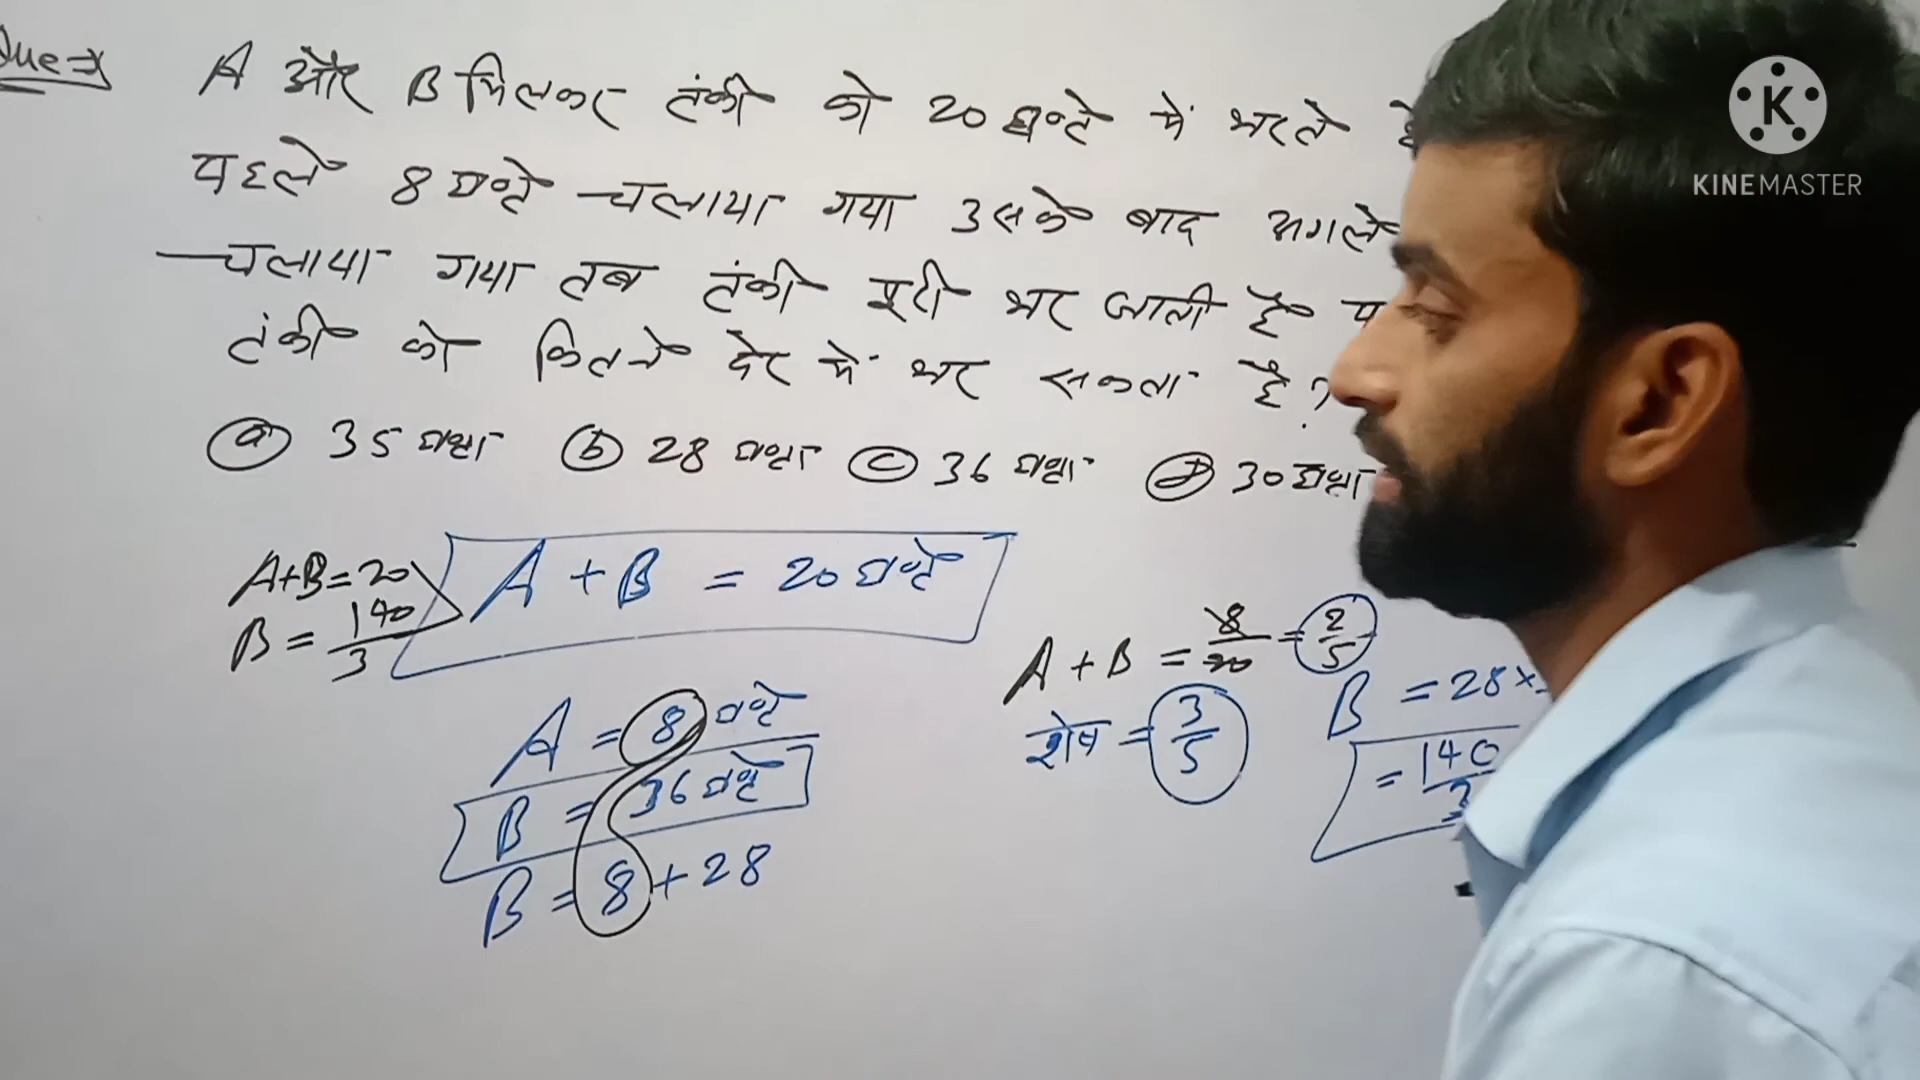 Que⇒ A और B मिलकर टंकी को 20 घण्टे में भरते है
पहले 8 घण्टे चलाया गया उसके बाद अगले
चलाया गया तब टंकी पूरी भर जाती है
टंकी को कितने देर में भर सकता है?
(a) 35 घण्टा (b) 28 घण्टा (c) 36 घण्टा (d) 30 घण्टा
A+B=20
B = 140/3
A + B = 20 घण्टे
A = 8 घण्टे
B = 36 घण्टे
B = 8 + 28
A + B = 8/20 = 2/5
शेष = 3/5
B = 28 ×
= 140/3
K
KINEMASTER